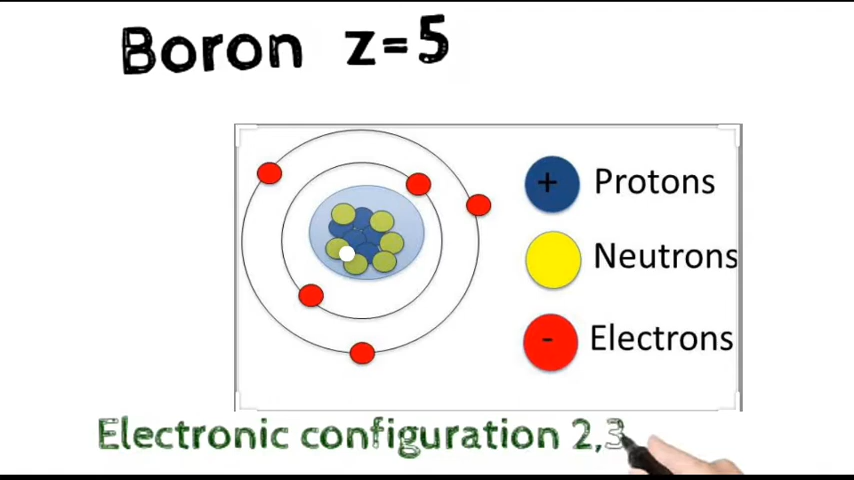 Boron z=5
+ Protons
Neutrons
- Electrons
Electronic configuration 2,3